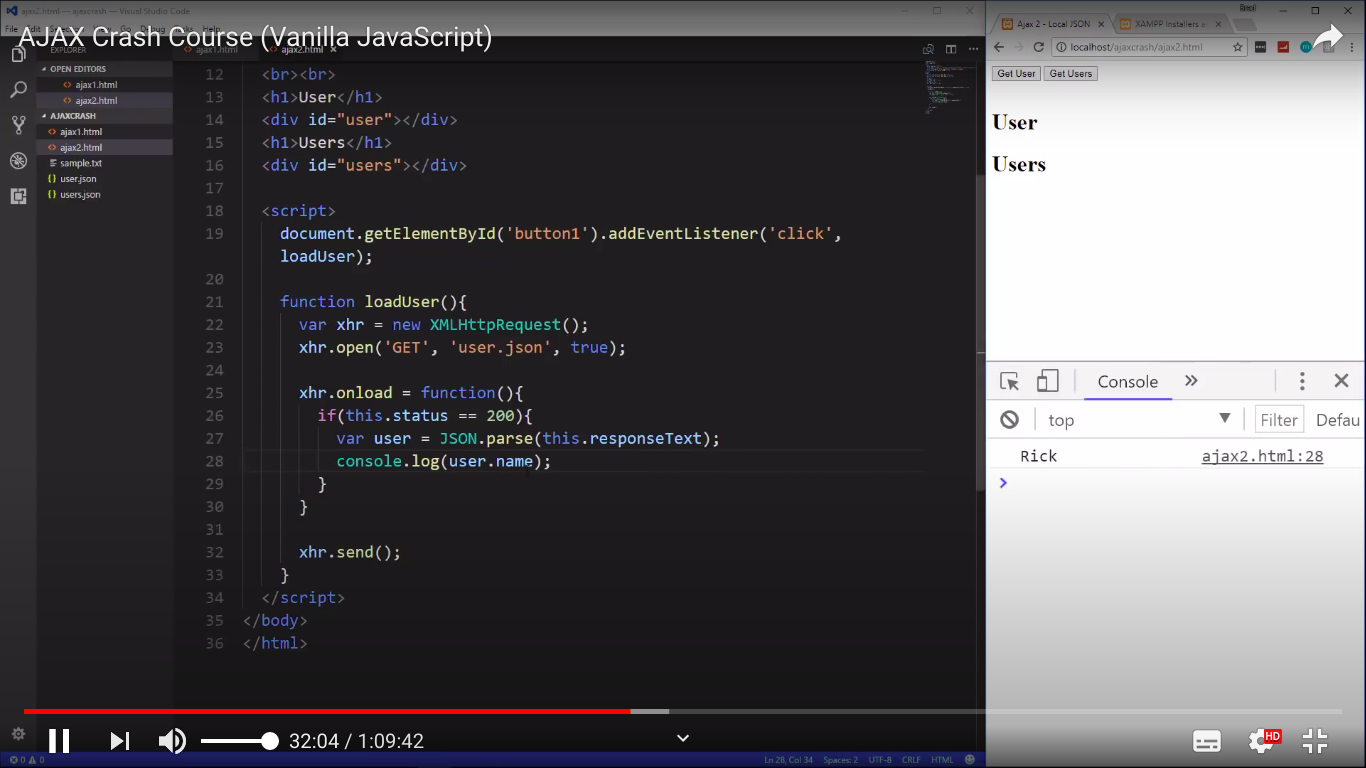 ajax2.html — ajaxcrash — Visual Studio Code
AJAX Crash Course (Vanilla JavaScript)
EXPLORER
ajax1.html
ajax2.html
OPEN EDITORS
ajax1.html
ajax2.html
AJAXCRASH
ajax1.html
ajax2.html
sample.txt
user.json
users.json
12 <br><br>
13 <h1>User</h1>
14 <div id="user"></div>
15 <h1>Users</h1>
16 <div id="users"></div>
17
18 <script>
19 document.getElementById('button1').addEventListener('click',
loadUser);
20
21 function loadUser(){
22 var xhr = new XMLHttpRequest();
23 xhr.open('GET', 'user.json', true);
24
25 xhr.onload = function(){
26 if(this.status == 200){
27 var user = JSON.parse(this.responseText);
28 console.log(user.name);
29 }
30 }
31
32 xhr.send();
33 }
34 </script>
35 </body>
36 </html>
Ajax 2 - Local JSON
XAMPP Installers
localhost/ajaxcrash/ajax2.html
Get User Get Users
User
Users
Console »
top Filter Defau
Rick ajax2.html:28
32:04 / 1:09:42
HD
0 0
Ln 28, Col 34 Spaces: 2 UTF-8 CRLF HTML